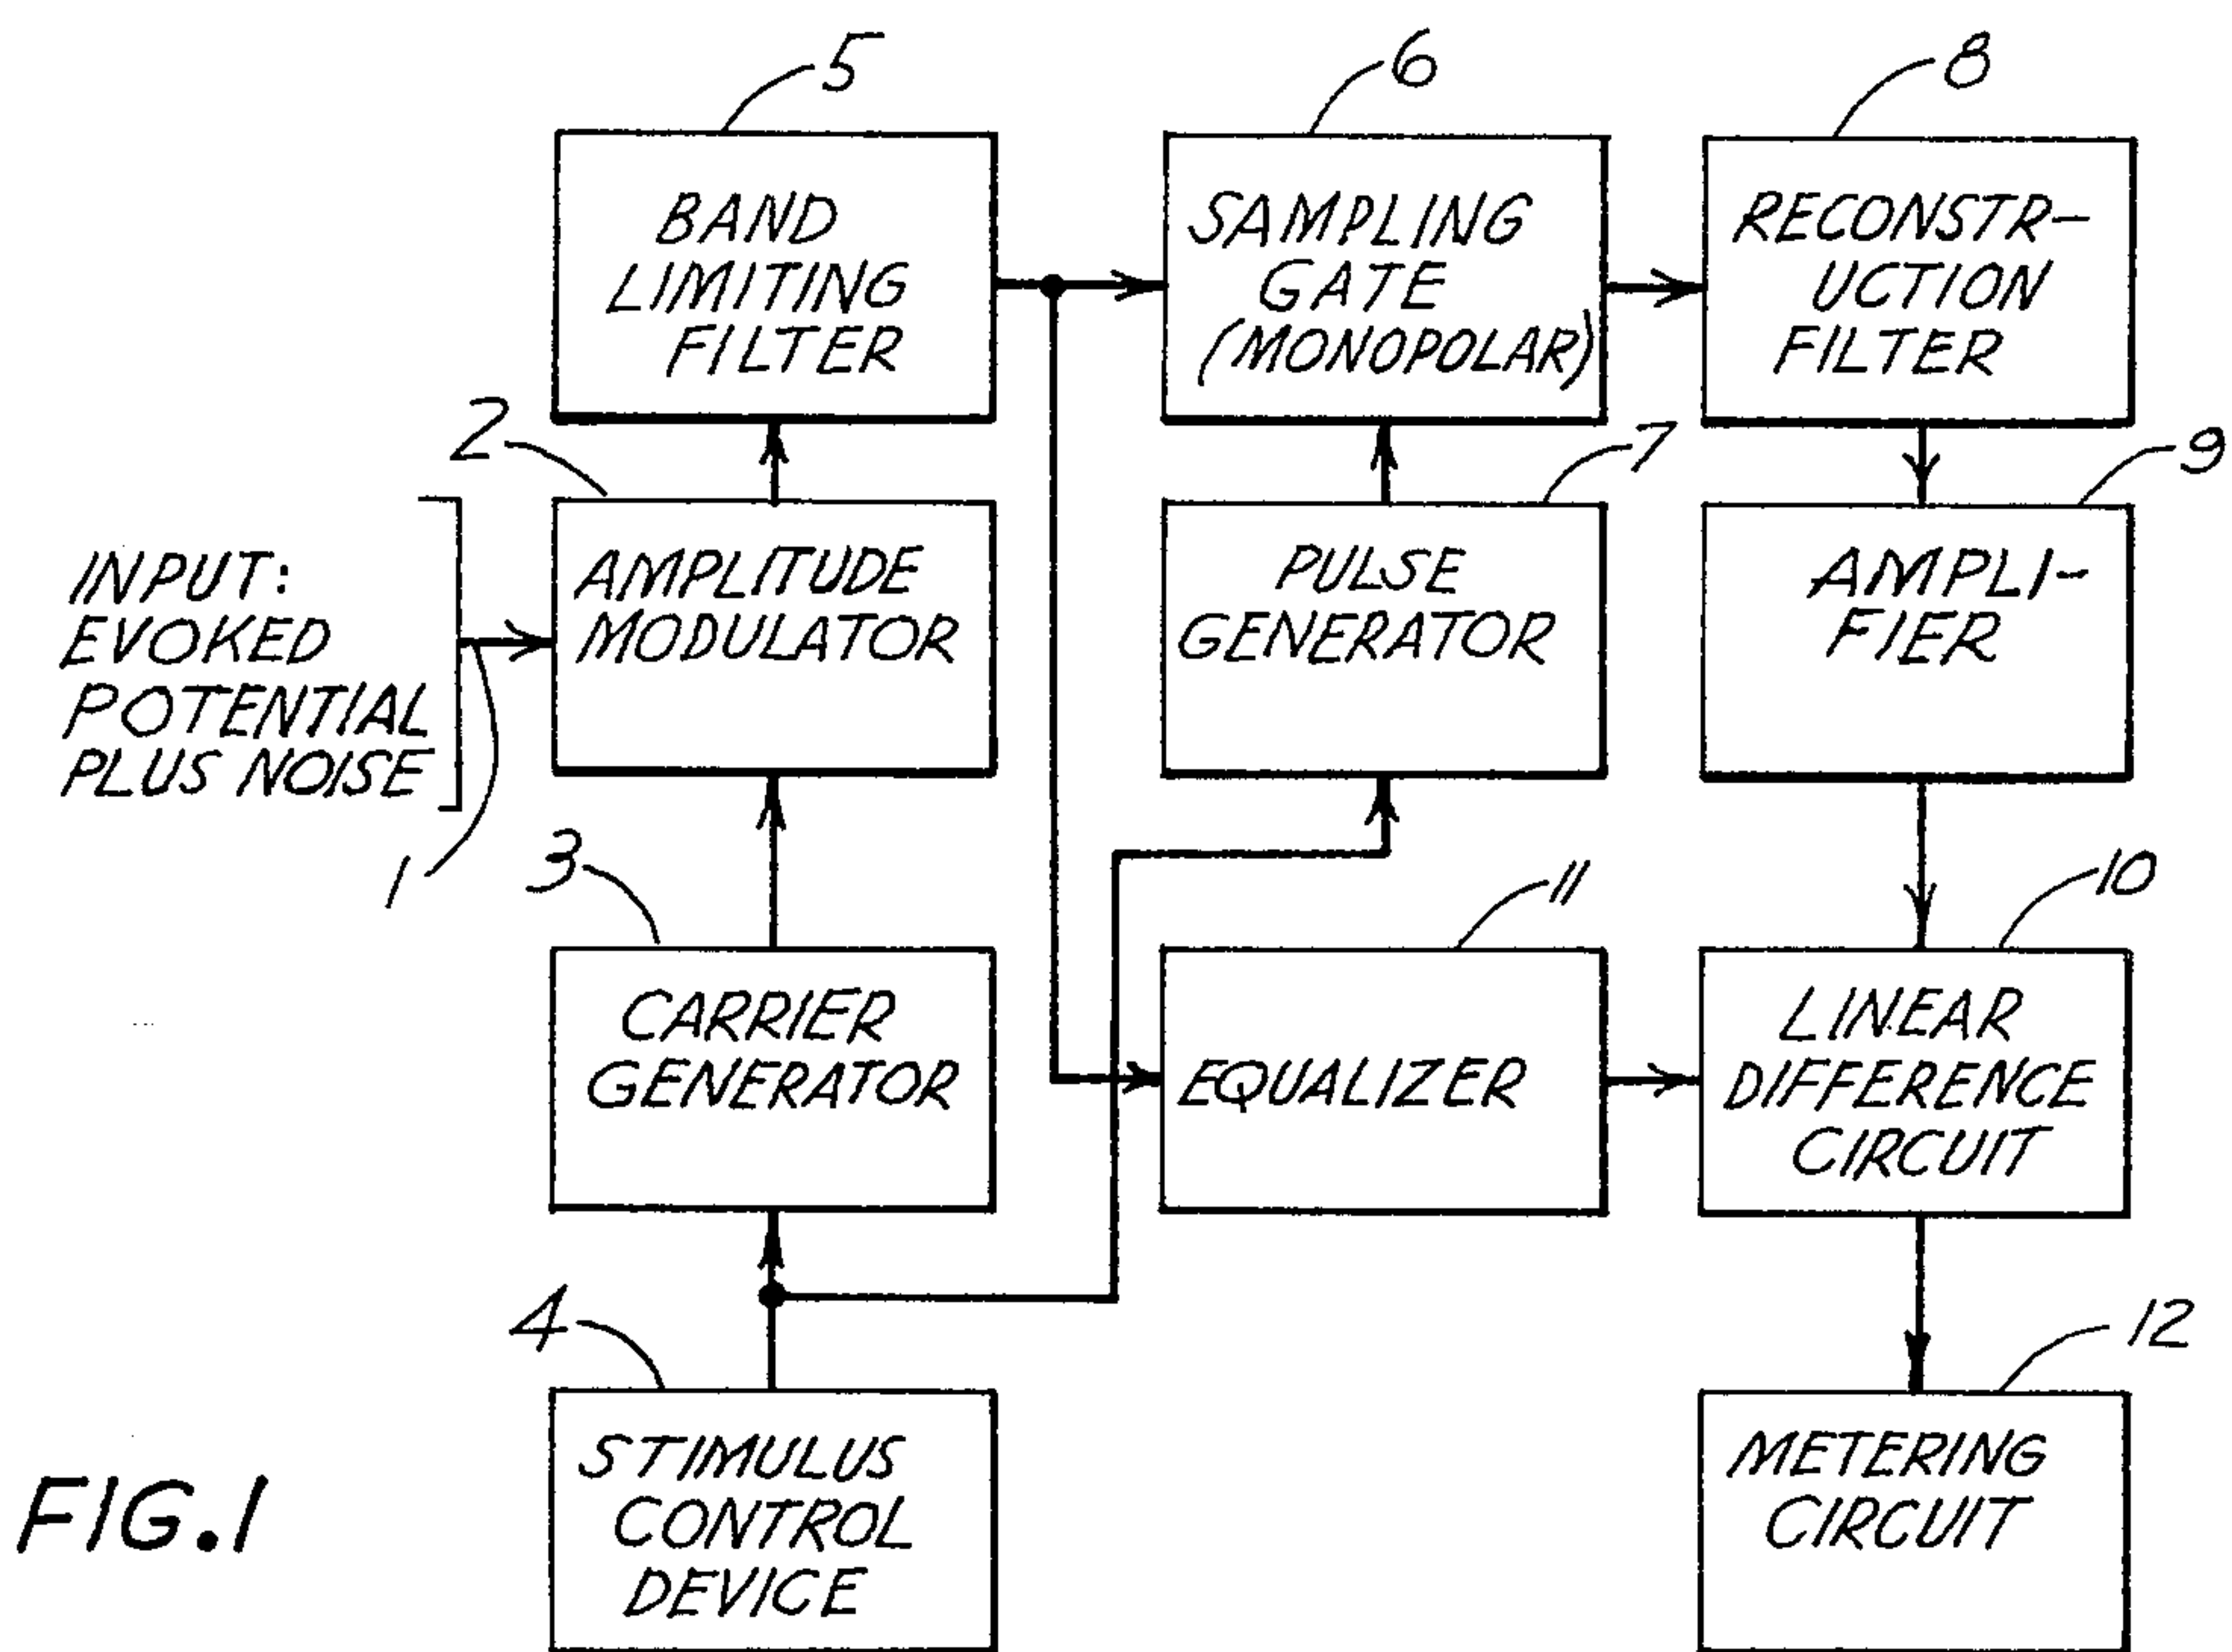 5
6
8
BAND
LIMITING
FILTER
SAMPLING
GATE
(MONOPOLAR)
RECONSTR-
UCTION
FILTER
2
7
9
INPUT:
EVOKED
POTENTIAL
PLUS NOISE
AMPLITUDE
MODULATOR
PULSE
GENERATOR
AMPLI-
FIER
1
3
11
10
CARRIER
GENERATOR
EQUALIZER
LINEAR
DIFFERENCE
CIRCUIT
4
12
STIMULUS
CONTROL
DEVICE
METERING
CIRCUIT
FIG.1